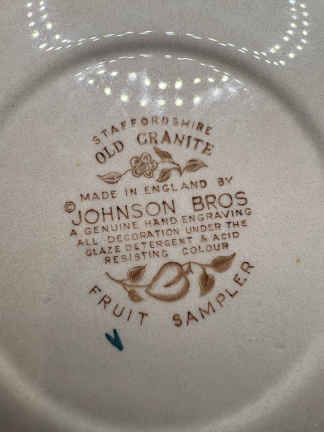 STAFFORDSHIRE
OLD GRANITE
MADE IN ENGLAND BY
© JOHNSON BROS
A GENUINE HAND ENGRAVING
ALL DECORATION UNDER THE
GLAZE DETERGENT & ACID
RESISTING COLOUR
FRUIT SAMPLER
V